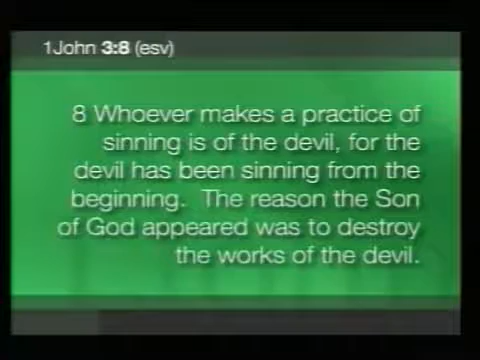 1John 3:8 (esv)
8 Whoever makes a practice of
sinning is of the devil, for the
devil has been sinning from the
beginning. The reason the Son
of God appeared was to destroy
the works of the devil.